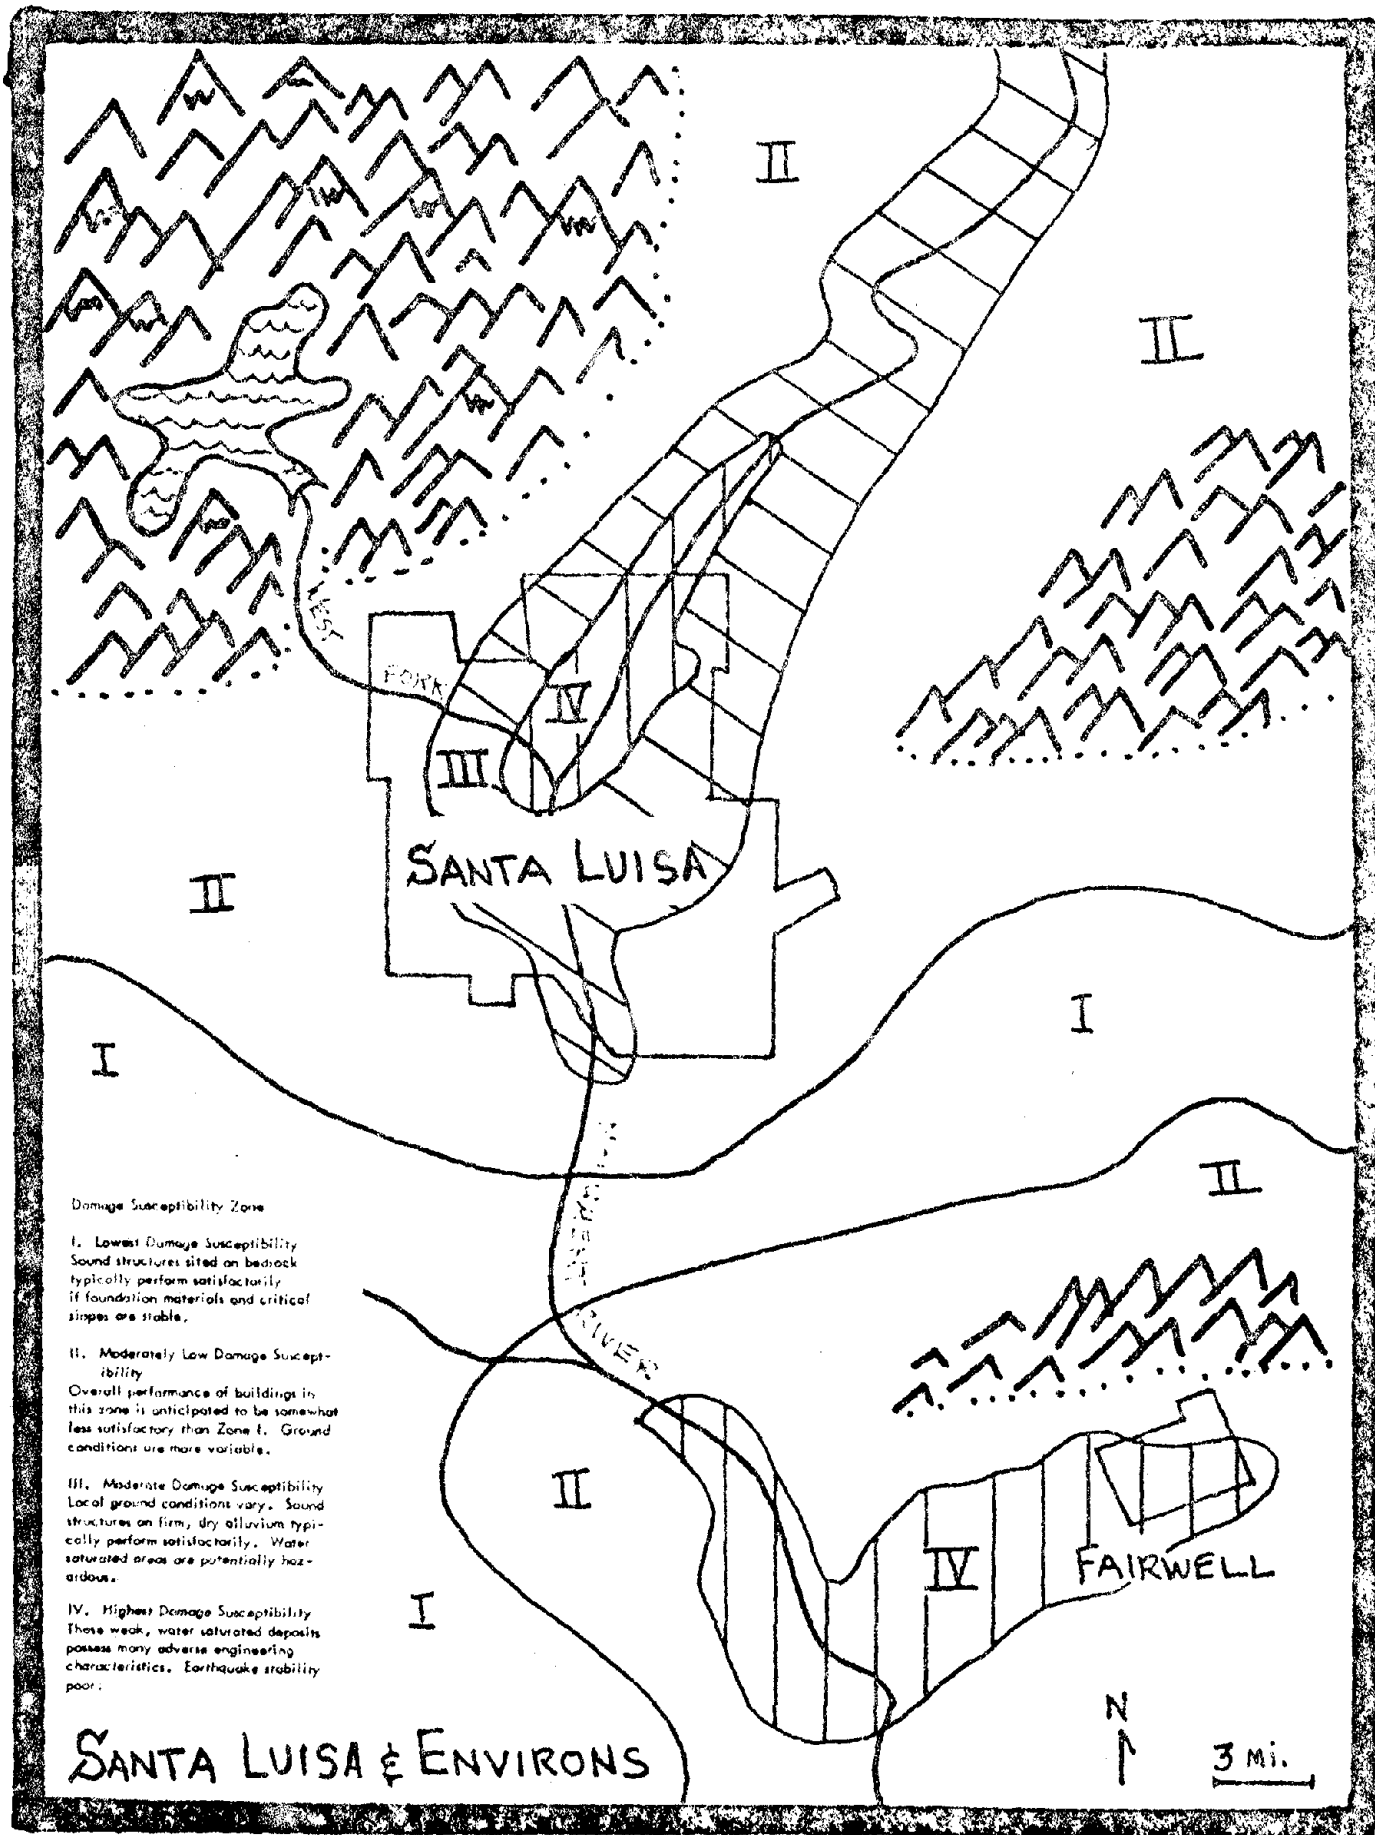 II
II
WEST
FORK
IV
III
SANTA LUISA
II
I
I
II
RIVER
Damage Susceptibility Zone
I. Lowest Damage Susceptibility
Sound structures sited on bedrock
typically perform satisfactorily
if foundation materials and critical
slopes are stable.
II. Moderately Low Damage Suscept-
ibility
Overall performance of buildings in
this zone is anticipated to be somewhat
less satisfactory than Zone I. Ground
conditions are more variable.
III. Moderate Damage Susceptibility
Local ground conditions vary. Sound
structures on firm, dry alluvium typi-
cally perform satisfactorily. Water
saturated areas are potentially haz-
ardous.
IV. Highest Damage Susceptibility
These weak, water saturated deposits
possess many adverse engineering
characteristics. Earthquake stability
poor.
II
IV
FAIRWELL
I
N
3 MI.
SANTA LUISA & ENVIRONS